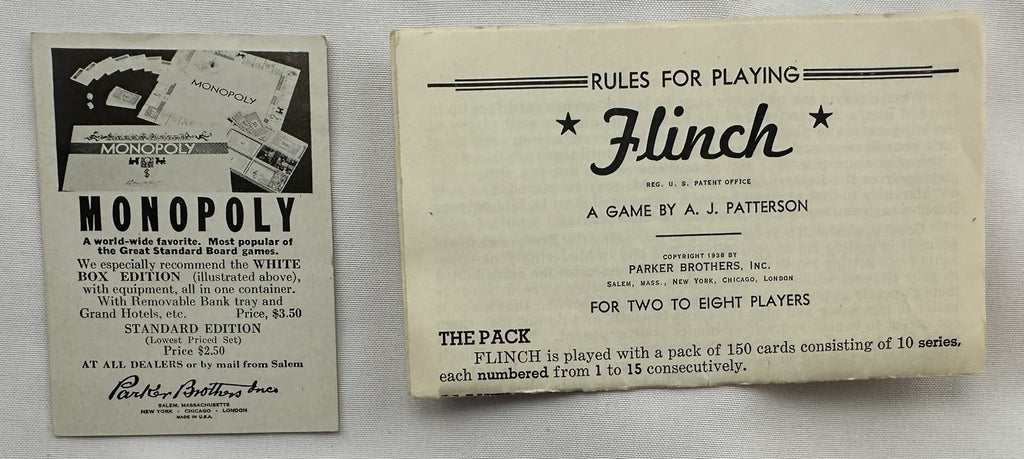 MONOPOLY
MONOPOLY
MONOPOLY
A world-wide favorite. Most popular of
the Great Standard Board games.
We especially recommend the WHITE
BOX EDITION (illustrated above),
with equipment, all in one container.
With Removable Bank tray and
Grand Hotels, etc. Price, $3.50
STANDARD EDITION
(Lowest Priced Set)
Price $2.50
AT ALL DEALERS or by mail from Salem
Parker Brothers Inc
SALEM, MASSACHUSETTS
NEW YORK • CHICAGO • LONDON
MADE IN U.S.A.
RULES FOR PLAYING
★ Flinch ★
REG. U. S. PATENT OFFICE
A GAME BY A. J. PATTERSON
COPYRIGHT 1938 BY
PARKER BROTHERS, INC.
SALEM, MASS., NEW YORK, CHICAGO, LONDON
FOR TWO TO EIGHT PLAYERS
THE PACK
FLINCH is played with a pack of 150 cards consisting of 10 series,
each numbered from 1 to 15 consecutively.